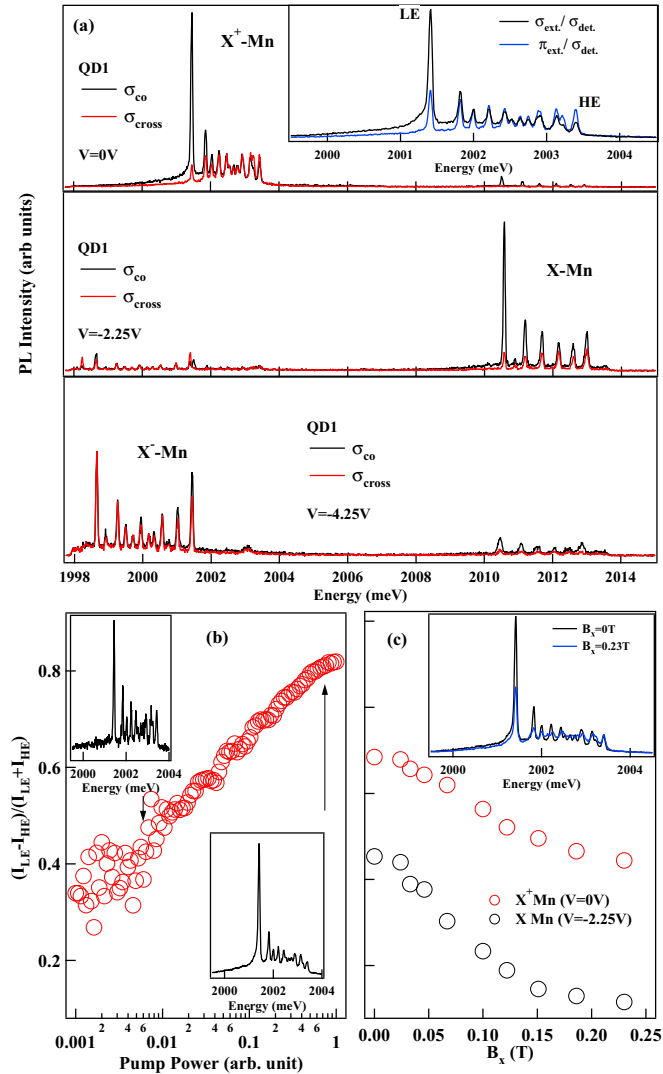 (a)
X+-Mn
QD1
σco
σcross
V=0V
LE
σext./ σdet.
πext./ σdet.
HE
2000 2001 2002 2003 2004
Energy (meV)
PL Intensity (arb units)
QD1
σco
σcross
V=-2.25V
X-Mn
X--Mn
QD1
σco
σcross
V=-4.25V
1998 2000 2002 2004 2006 2008 2010 2012 2014
Energy (meV)
(b)
2000 2002 2004
Energy (meV)
2000 2002 2004
Energy (meV)
(ILE-IHE)/(ILE+IHE)
0.8
0.6
0.4
0.2
0.001 2 4 6 0.01 2 4 6 0.1 2 4 6 1
Pump Power (arb. unit)
(c)
Bx=0T
Bx=0.23T
2000 2002 2004
Energy (meV)
X+Mn (V=0V)
X Mn (V=-2.25V)
0.00 0.05 0.10 0.15 0.20 0.25
Bx (T)